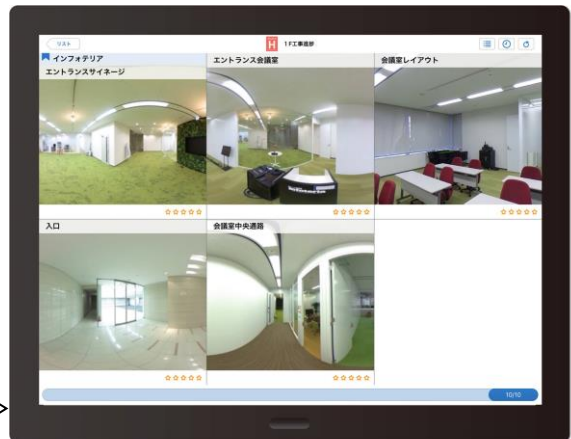 リスト
1F工事進捗
インフォテリア
エントランスサイネージ
エントランス会議室
会議室レイアウト
入口
会議室中央通路
10/10